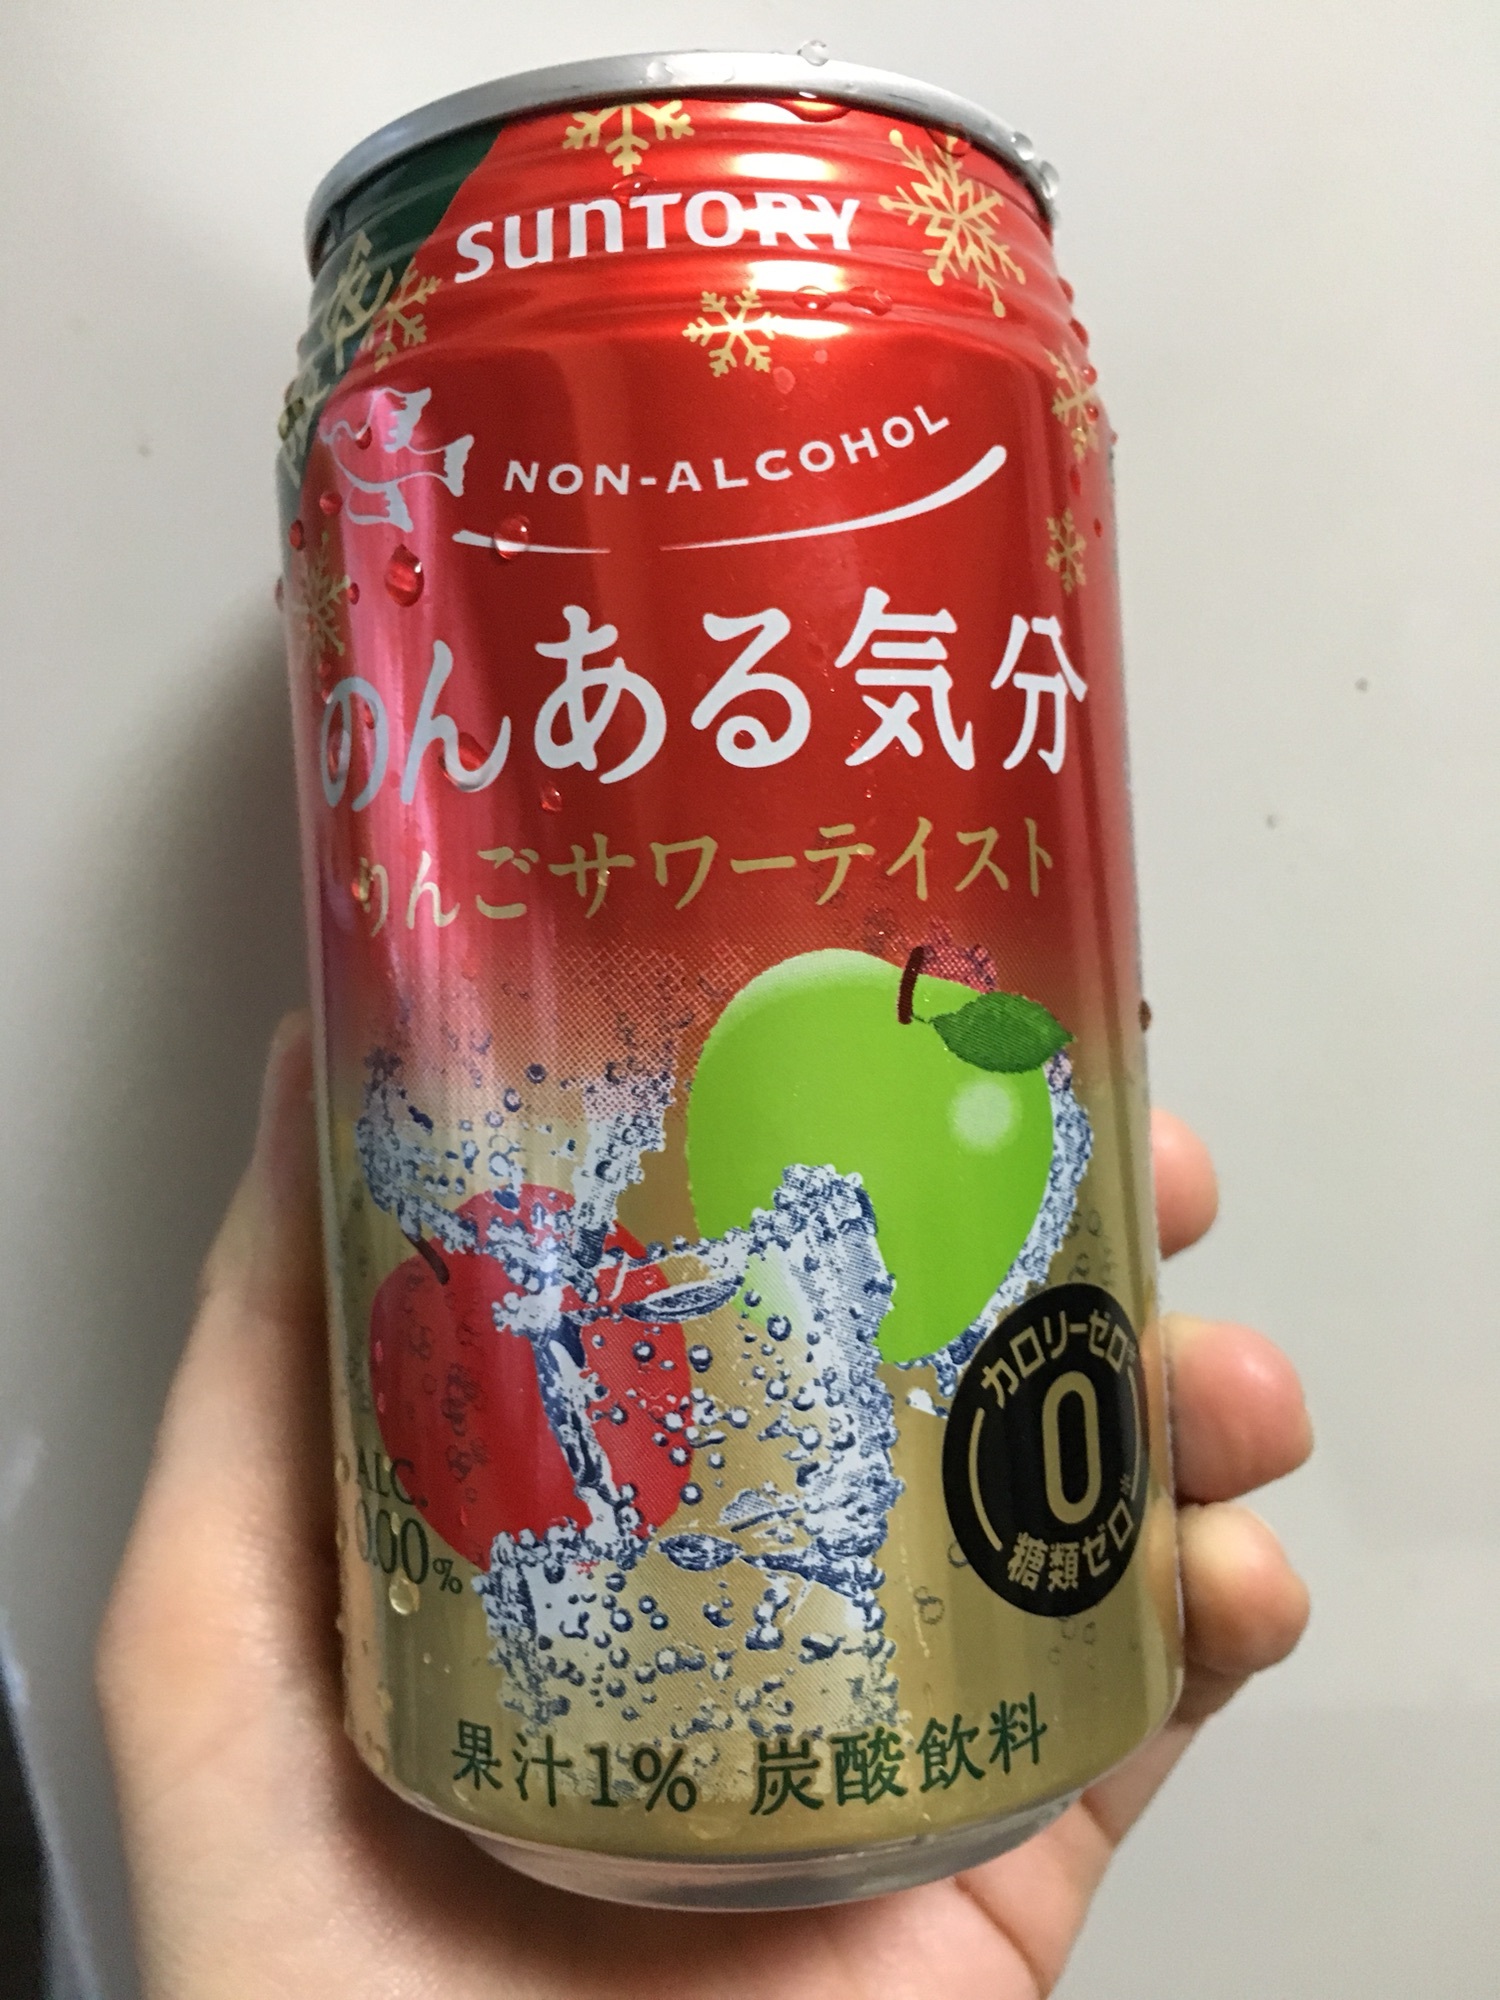 SUNTORY
NON-ALCOHOL
のんある気分
りんごサワーテイスト
カロリーゼロ※
0
糖類ゼロ※
ALC.
0.00%
果汁1% 炭酸飲料